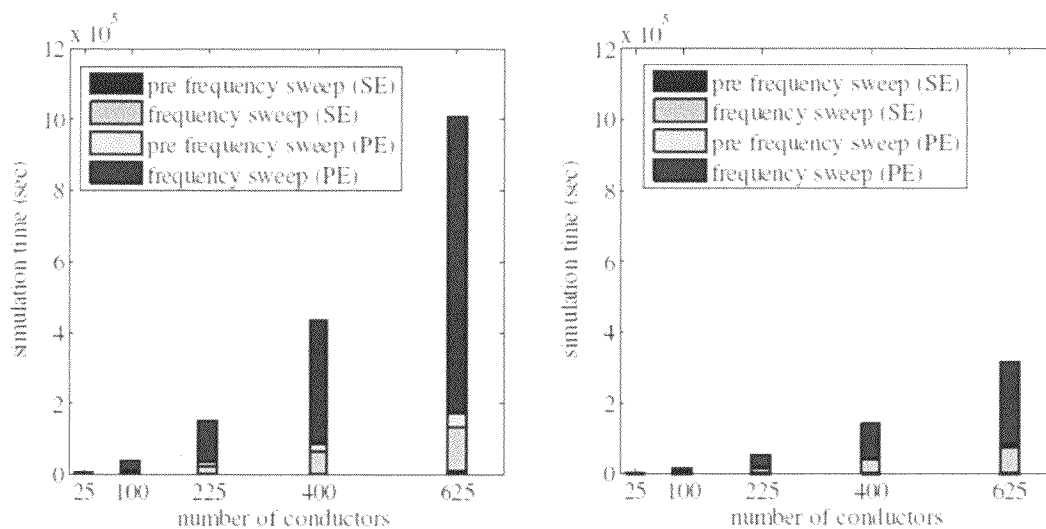 x 10^5
12
10
8
6
4
2
0
simulation time (sec)
pre frequency sweep (SE)
frequency sweep (SE)
pre frequency sweep (PE)
frequency sweep (PE)
25 100 225 400 625
number of conductors
x 10^5
12
10
8
6
4
2
0
simulation time (sec)
pre frequency sweep (SE)
frequency sweep (SE)
pre frequency sweep (PE)
frequency sweep (PE)
25 100 225 400 625
number of conductors